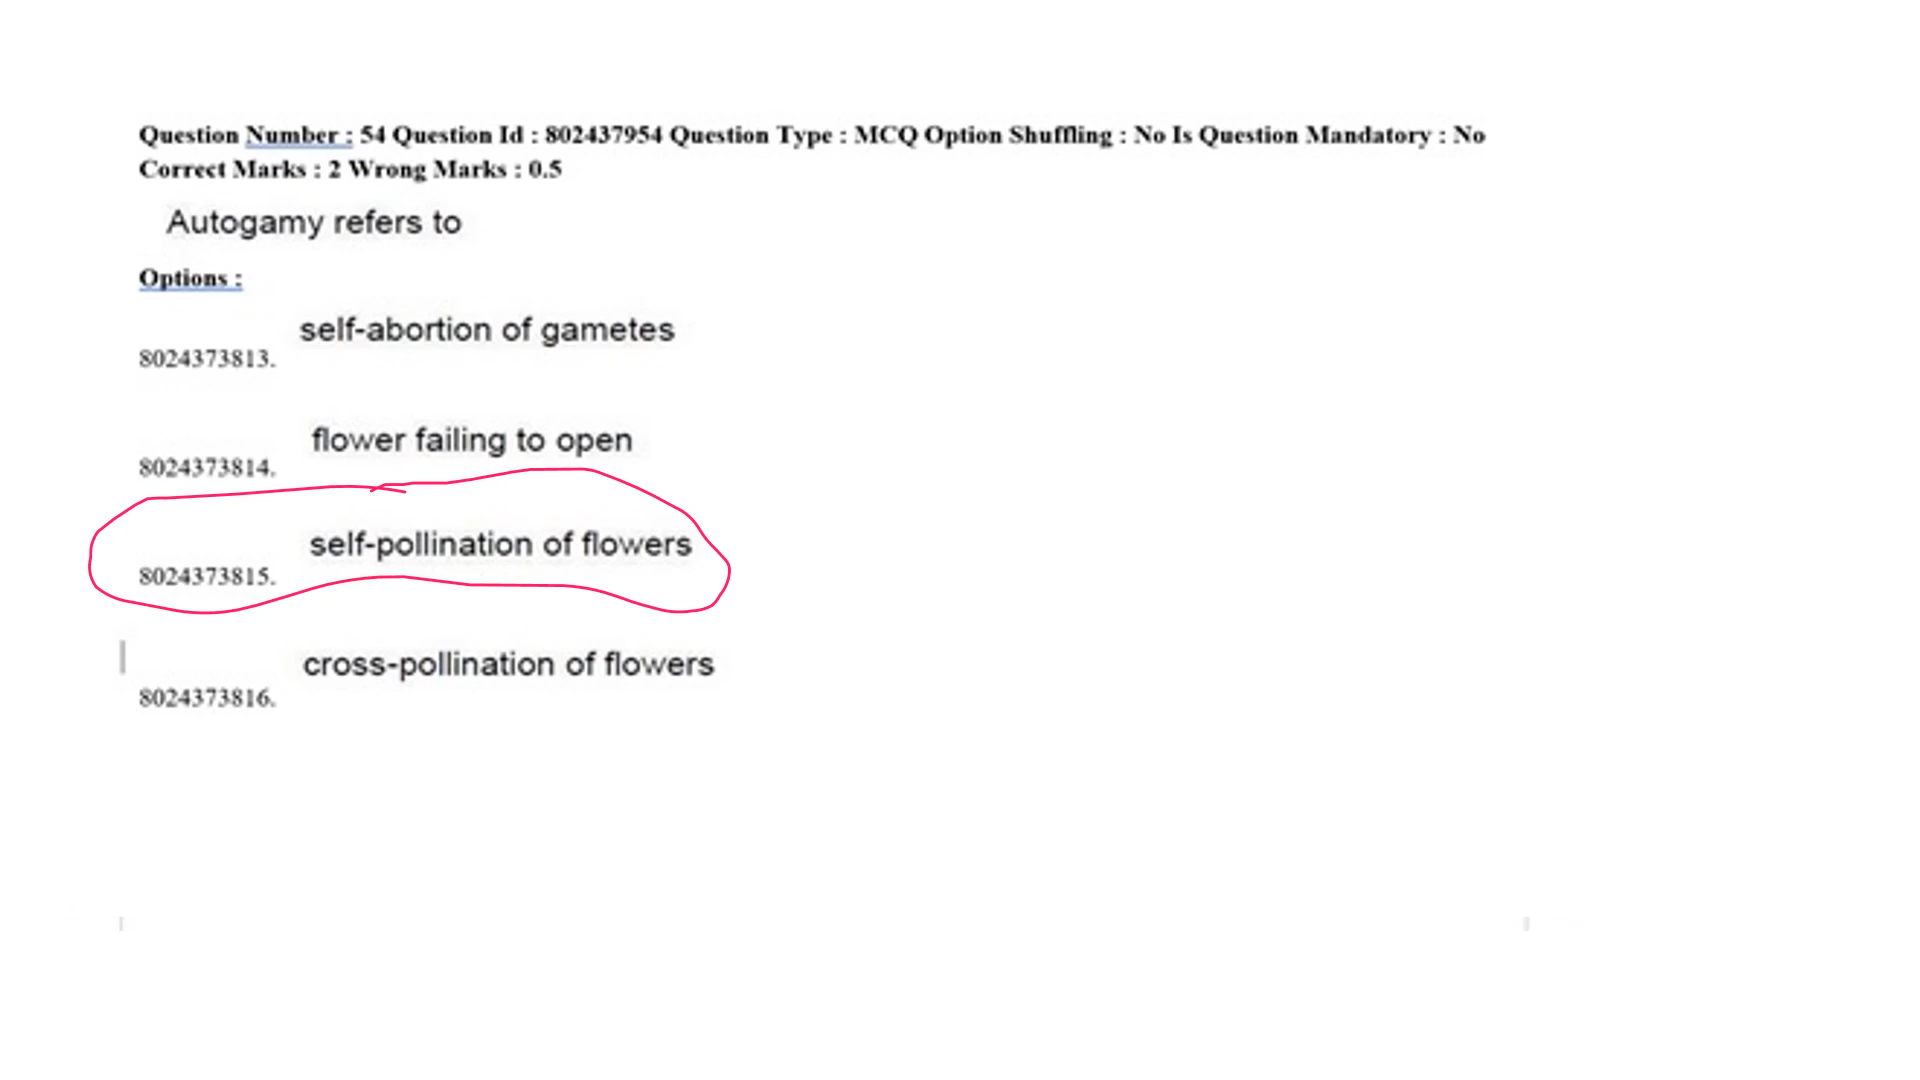 Question Number : 54 Question Id : 802437954 Question Type : MCQ Option Shuffling : No Is Question Mandatory : No
Correct Marks : 2 Wrong Marks : 0.5
Autogamy refers to
Options :
self-abortion of gametes
8024373813.
flower failing to open
8024373814.
self-pollination of flowers
8024373815.
cross-pollination of flowers
8024373816.